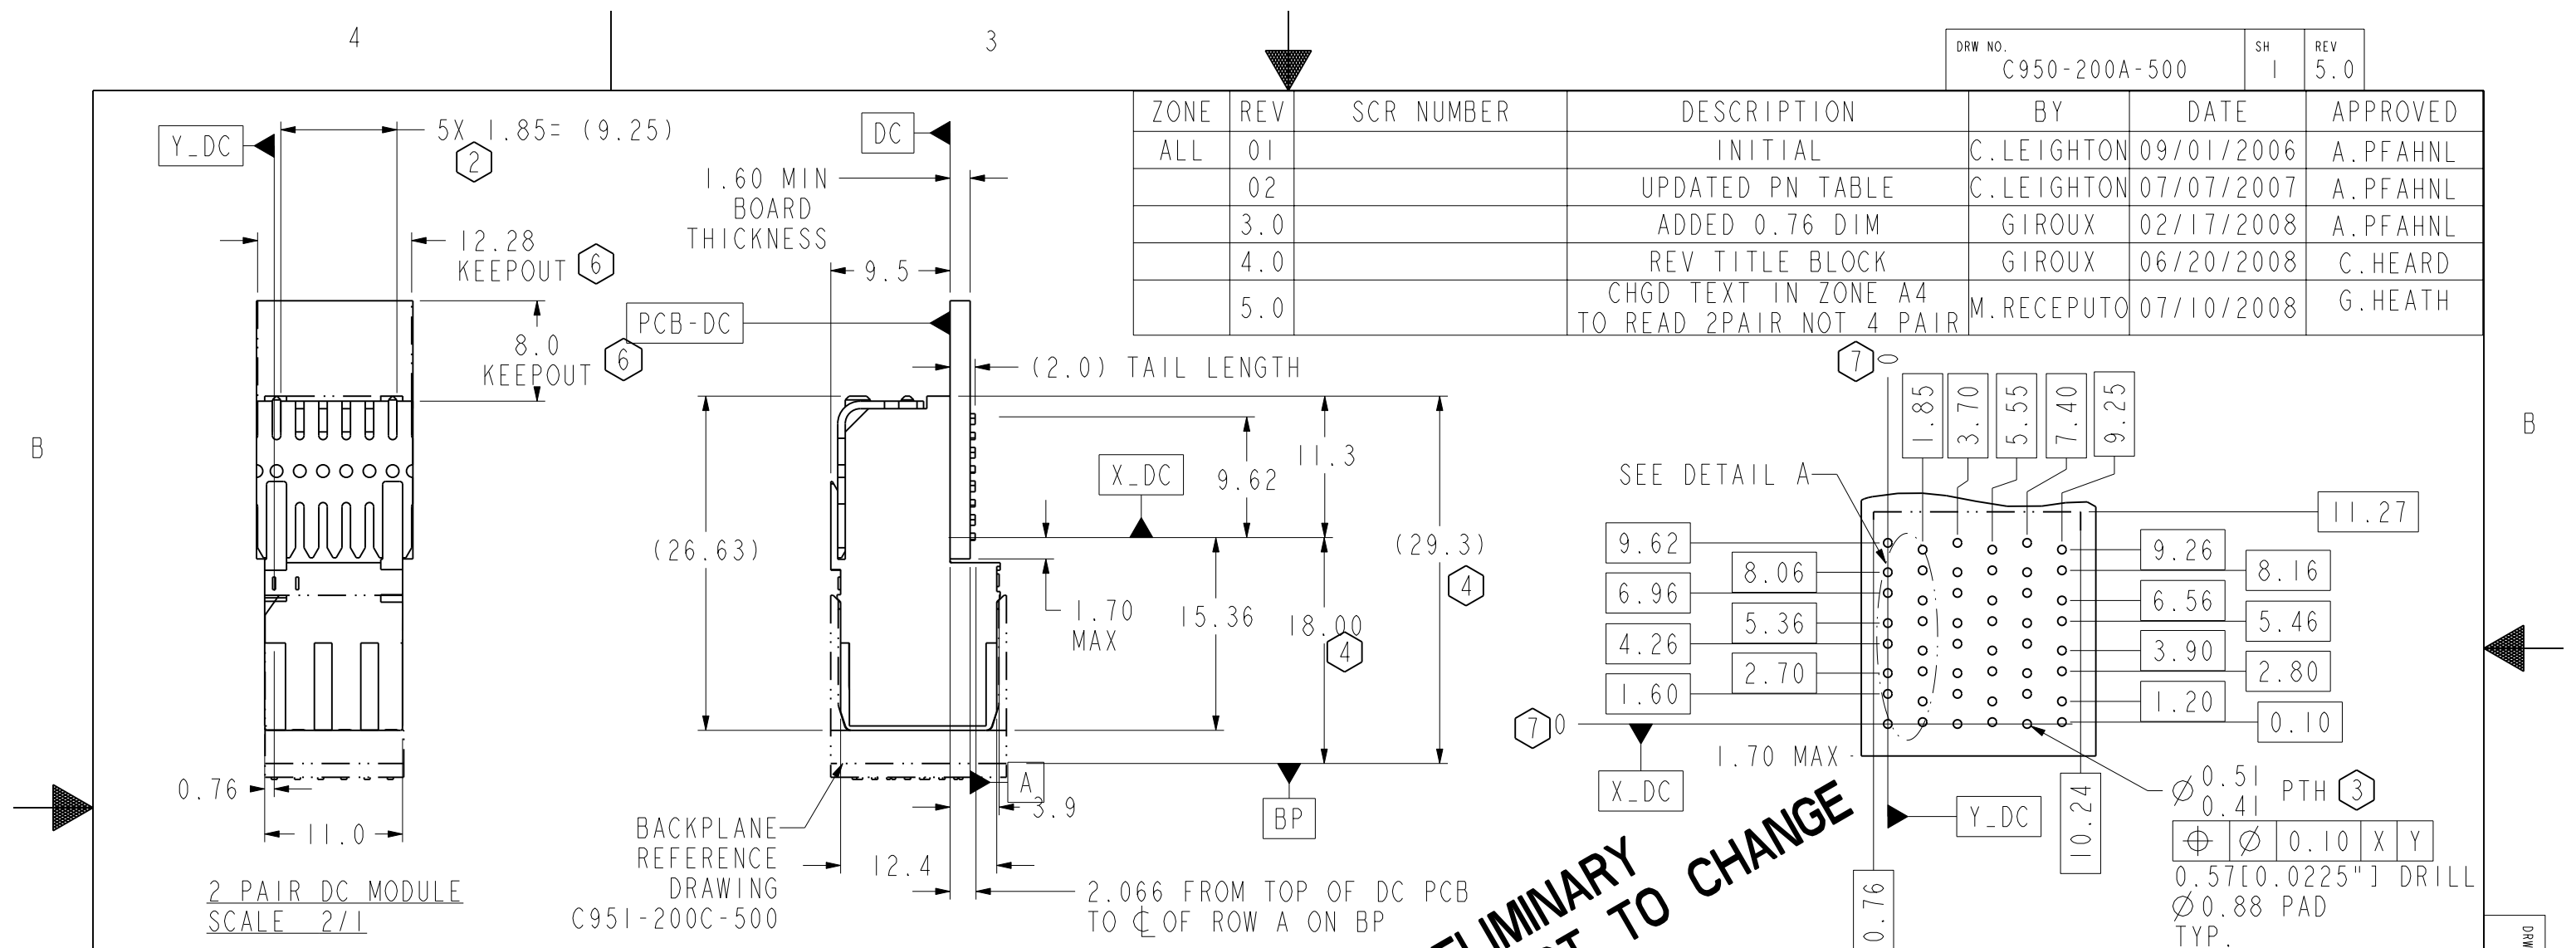 4
3
DRW NO.
C950-200A-500
SH
1
REV
5.0
ZONE REV SCR NUMBER DESCRIPTION BY DATE APPROVED
ALL 01 INITIAL C.LEIGHTON 09/01/2006 A.PFAHNL
02 UPDATED PN TABLE C.LEIGHTON 07/07/2007 A.PFAHNL
3.0 ADDED 0.76 DIM GIROUX 02/17/2008 A.PFAHNL
4.0 REV TITLE BLOCK GIROUX 06/20/2008 C.HEARD
5.0 CHGD TEXT IN ZONE A4
TO READ 2PAIR NOT 4 PAIR M.RECEPUTO 07/10/2008 G.HEATH
B
B
Y_DC
5X 1.85= (9.25)
2
12.28
KEEPOUT 6
8.0
KEEPOUT 6
0.76
11.0
2 PAIR DC MODULE
SCALE 2/1
DC
1.60 MIN
BOARD
THICKNESS
9.5
PCB-DC
(2.0) TAIL LENGTH
(26.63)
X_DC
9.62
11.3
(29.3)
4
1.70
MAX
15.36
18.00
4
A
3.9
BP
12.4
BACKPLANE
REFERENCE
DRAWING
C951-200C-500
2.066 FROM TOP OF DC PCB
TO ℄ OF ROW A ON BP
7 0
1.85
3.70
5.55
7.40
9.25
SEE DETAIL A
11.27
9.62
8.06
6.96
5.36
4.26
2.70
1.60
9.26
8.16
6.56
5.46
3.90
2.80
1.20
0.10
7 0
1.70 MAX
X_DC
Y_DC
10.24
0.76
Ø 0.51
0.41 PTH 3
⌖ Ø 0.10 X Y
0.57[0.0225"] DRILL
Ø0.88 PAD
TYP.
TO CHANGE
DRW